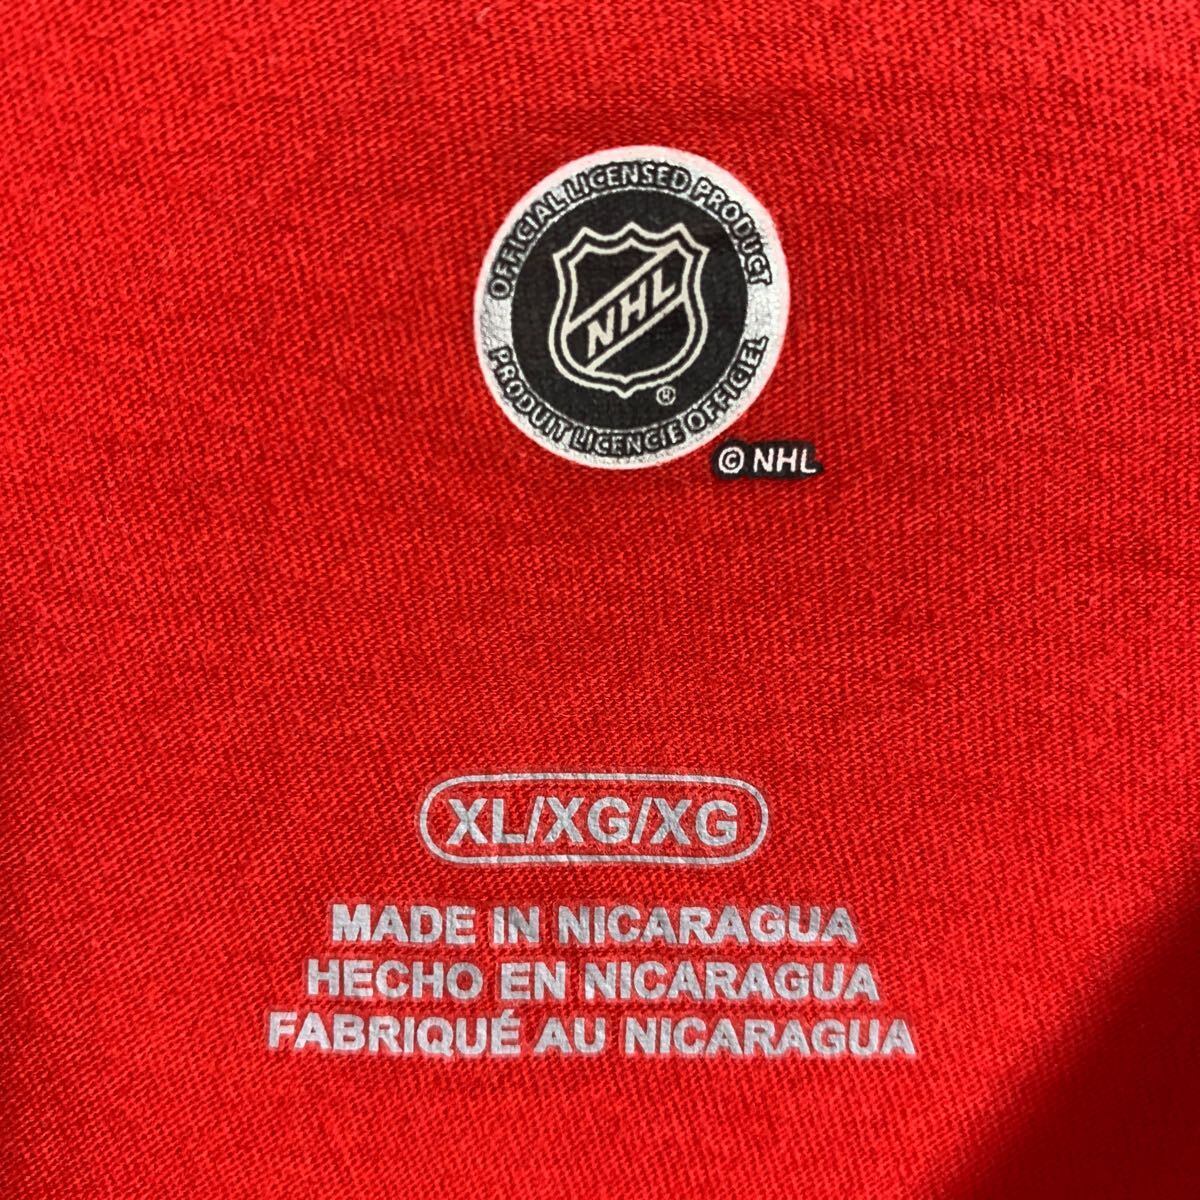 OFFICIAL LICENSED PRODUCT
NHL
®
PRODUIT LICENCIE OFFICIEL
© NHL
XL/XG/XG
MADE IN NICARAGUA
HECHO EN NICARAGUA
FABRIQUÉ AU NICARAGUA